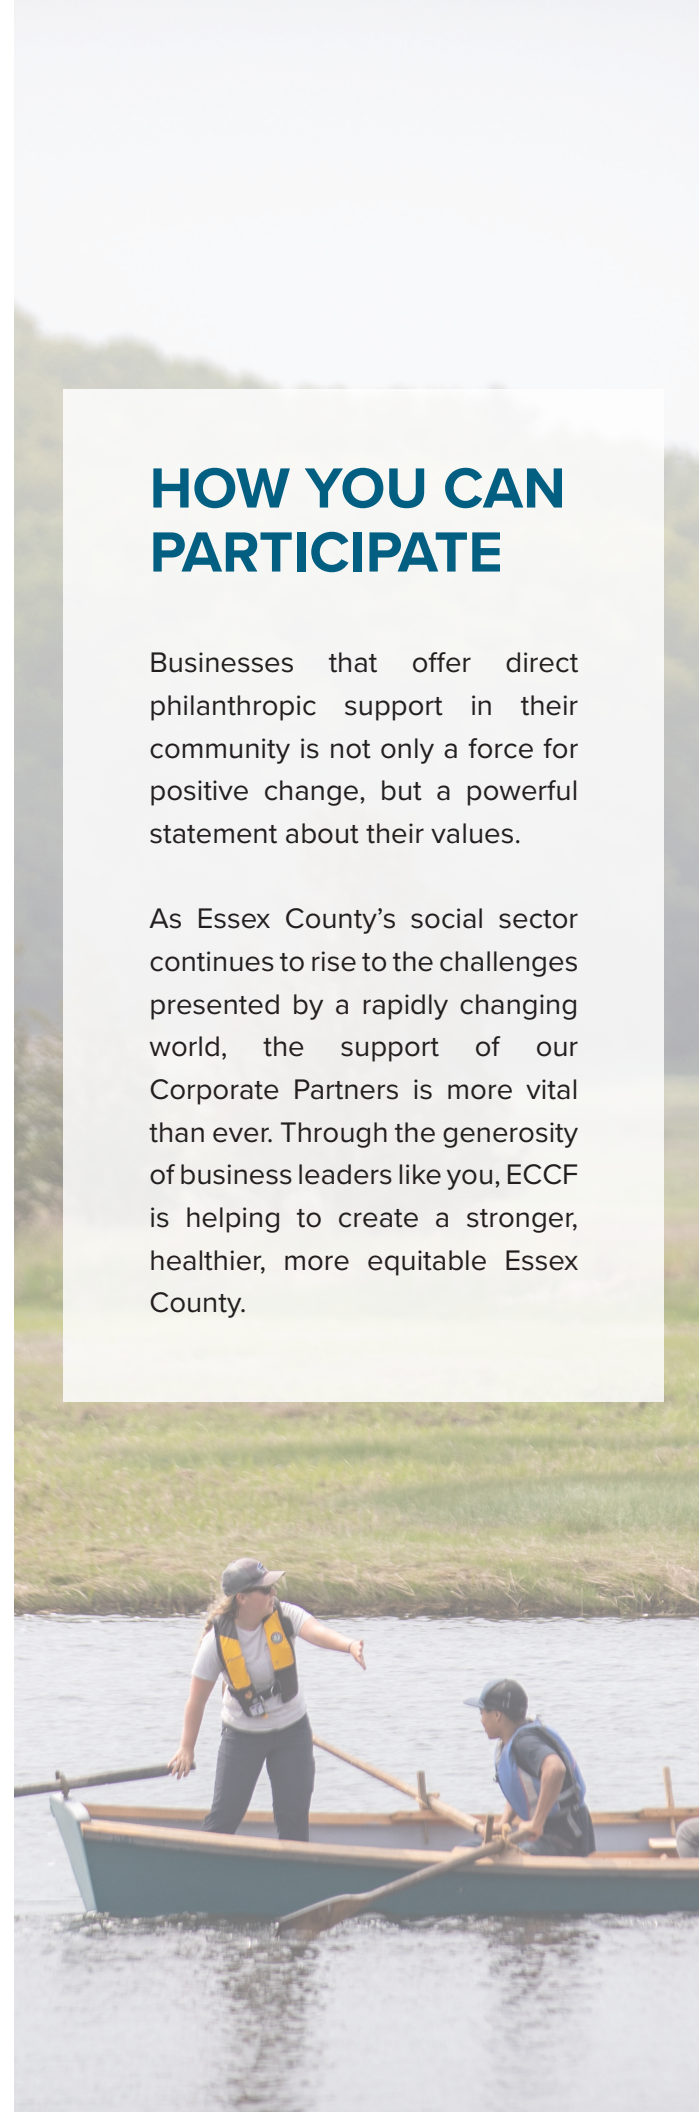 HOW YOU CAN
PARTICIPATE
Businesses that offer direct
philanthropic support in their
community is not only a force for
positive change, but a powerful
statement about their values.
As Essex County’s social sector
continues to rise to the challenges
presented by a rapidly changing
world, the support of our
Corporate Partners is more vital
than ever. Through the generosity
of business leaders like you, ECCF
is helping to create a stronger,
healthier, more equitable Essex
County.